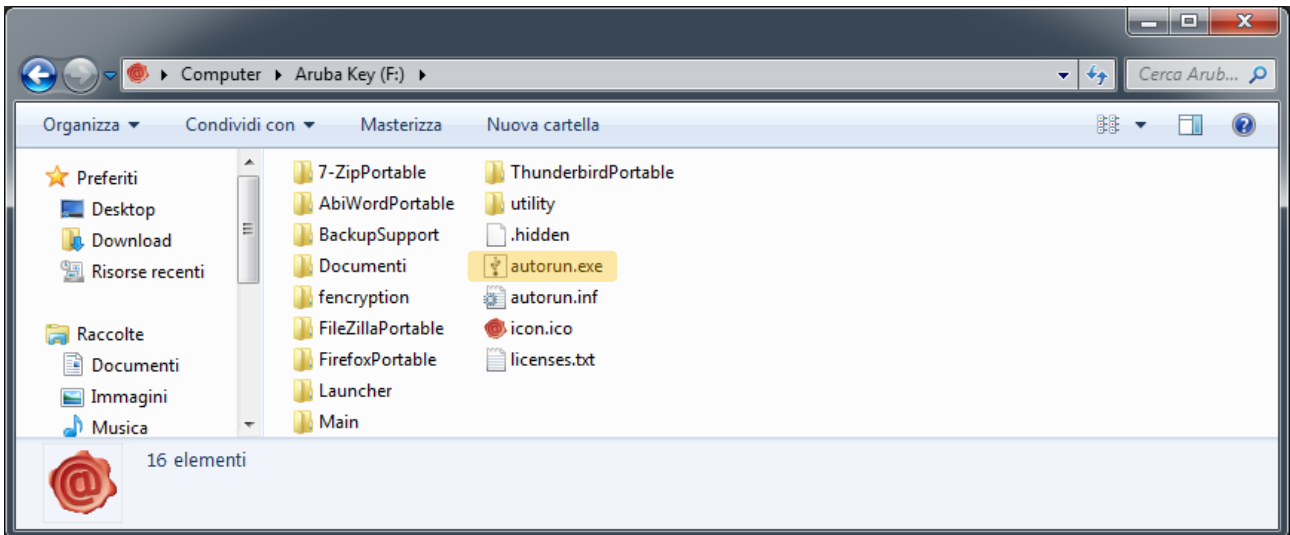 Computer Aruba Key (F:)
Cerca Arub...
Organizza Condividi con Masterizza Nuova cartella
Preferiti
Desktop
Download
Risorse recenti
Raccolte
Documenti
Immagini
Musica
7-ZipPortable
AbiWordPortable
BackupSupport
Documenti
fencryption
FileZillaPortable
FirefoxPortable
Launcher
Main
ThunderbirdPortable
utility
.hidden
autorun.exe
autorun.inf
icon.ico
licenses.txt
16 elementi